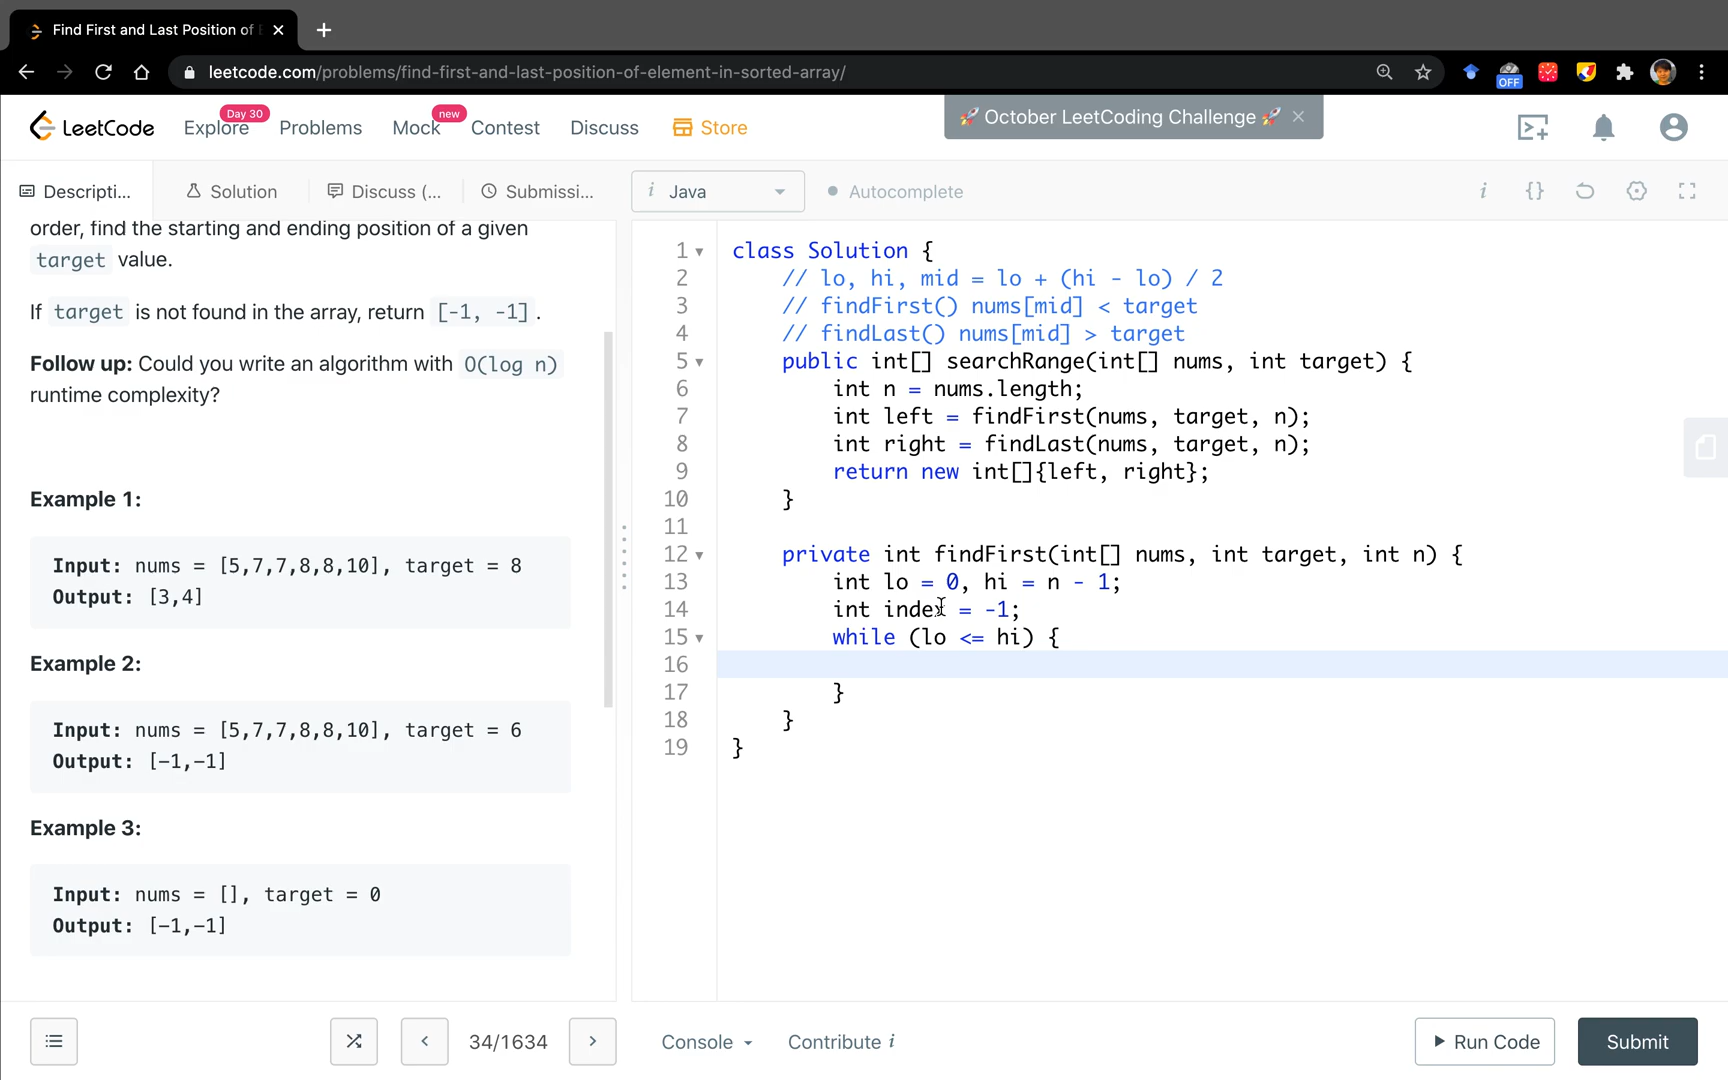 Find First and Last Position of
leetcode.com/problems/find-first-and-last-position-of-element-in-sorted-array/
OFF
LeetCode
Explore
Day 30
Problems
Mock
new
Contest
Discuss
Store
🚀 October LeetCoding Challenge 🚀
Descripti...
Solution
Discuss (...
Submissi...
i Java
Autocomplete
i {}
order, find the starting and ending position of a given
target value.
If target is not found in the array, return [-1, -1].
Follow up: Could you write an algorithm with O(log n)
runtime complexity?
Example 1:
Input: nums = [5,7,7,8,8,10], target = 8
Output: [3,4]
Example 2:
Input: nums = [5,7,7,8,8,10], target = 6
Output: [-1,-1]
Example 3:
Input: nums = [], target = 0
Output: [-1,-1]
1 class Solution {
2 // lo, hi, mid = lo + (hi - lo) / 2
3 // findFirst() nums[mid] < target
4 // findLast() nums[mid] > target
5 public int[] searchRange(int[] nums, int target) {
6 int n = nums.length;
7 int left = findFirst(nums, target, n);
8 int right = findLast(nums, target, n);
9 return new int[]{left, right};
10 }
11
12 private int findFirst(int[] nums, int target, int n) {
13 int lo = 0, hi = n - 1;
14 int index = -1;
15 while (lo <= hi) {
16
17 }
18 }
19 }
34/1634
Console
Contribute i
Run Code
Submit